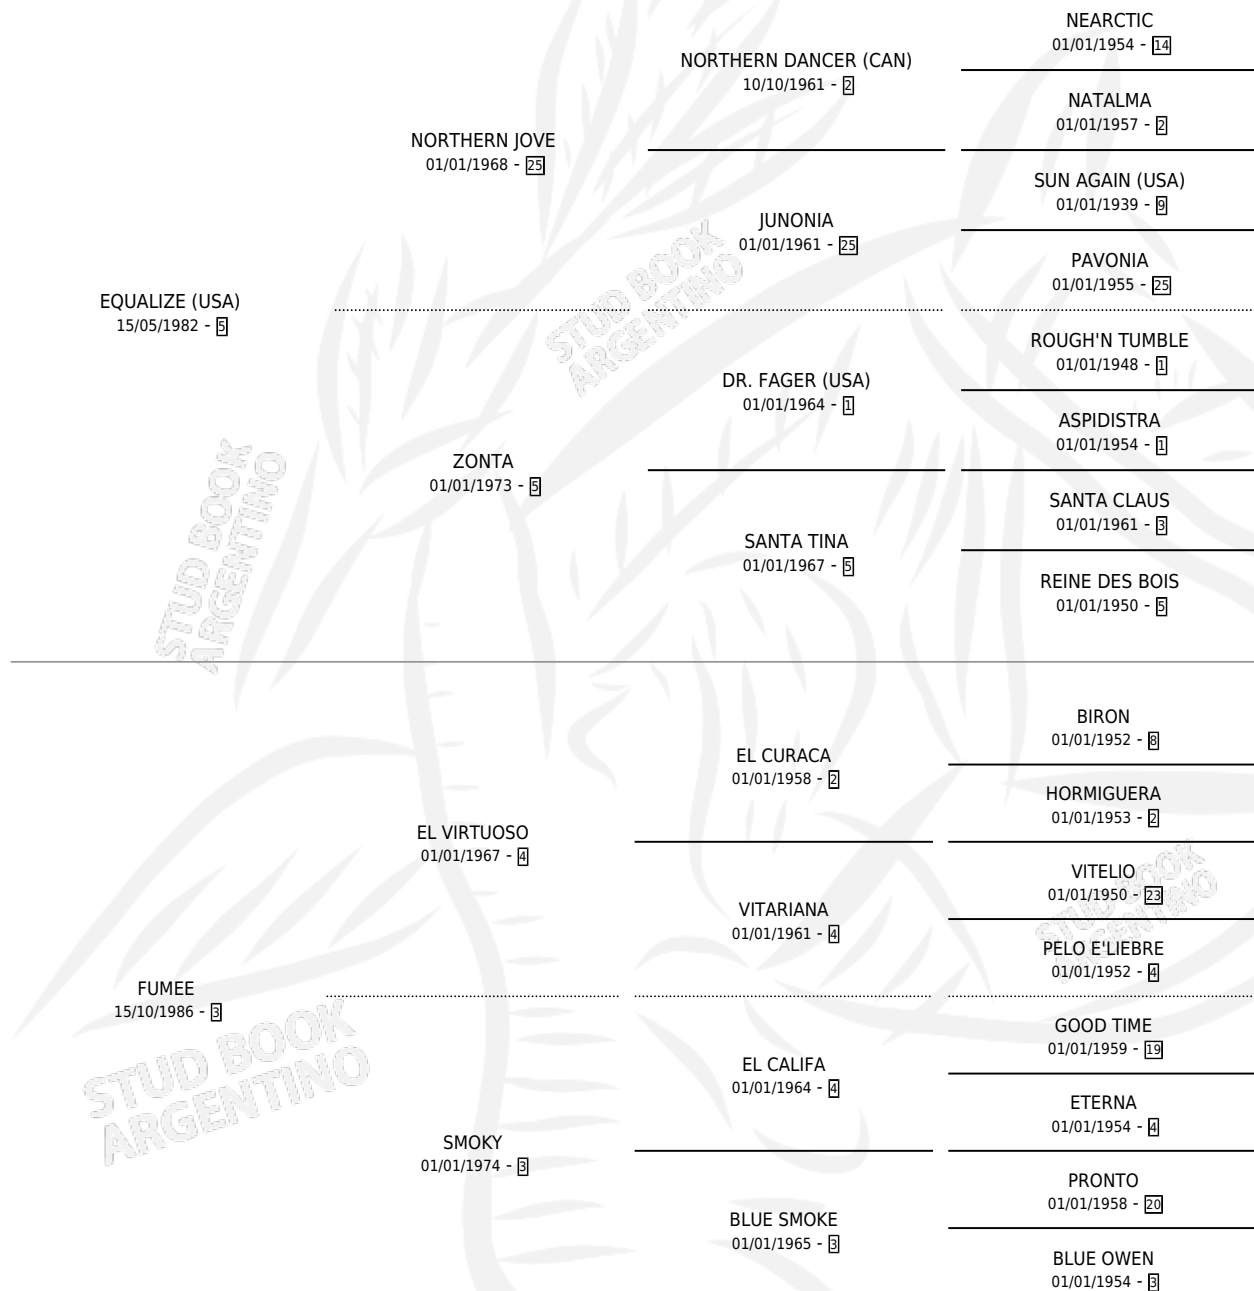 NEARCTIC
01/01/1954 - 14
NORTHERN DANCER (CAN)
10/10/1961 - 2
NATALMA
01/01/1957 - 2
NORTHERN JOVE
01/01/1968 - 25
SUN AGAIN (USA)
01/01/1939 - 9
JUNONIA
01/01/1961 - 25
PAVONIA
01/01/1955 - 25
EQUALIZE (USA)
15/05/1982 - 5
STUD BOOK
ARGENTINO
ROUGH'N TUMBLE
01/01/1948 - 1
DR. FAGER (USA)
01/01/1964 - 1
ASPIDISTRA
01/01/1954 - 1
ZONTA
01/01/1973 - 5
SANTA CLAUS
01/01/1961 - 3
SANTA TINA
01/01/1967 - 5
REINE DES BOIS
01/01/1950 - 5
STUD BOOK
ARGENTINO
BIRON
01/01/1952 - 8
EL CURACA
01/01/1958 - 2
HORMIGUERA
01/01/1953 - 2
EL VIRTUOSO
01/01/1967 - 4
VITELIO
01/01/1950 - 23
VITARIANA
01/01/1961 - 4
PELO E'LIEBRE
01/01/1952 - 4
STUD BOOK
ARGENTINO
FUMEE
15/10/1986 - 3
GOOD TIME
01/01/1959 - 19
EL CALIFA
01/01/1964 - 4
ETERNA
01/01/1954 - 4
STUD BOOK
ARGENTINO
SMOKY
01/01/1974 - 3
PRONTO
01/01/1958 - 20
BLUE SMOKE
01/01/1965 - 3
BLUE OWEN
01/01/1954 - 3